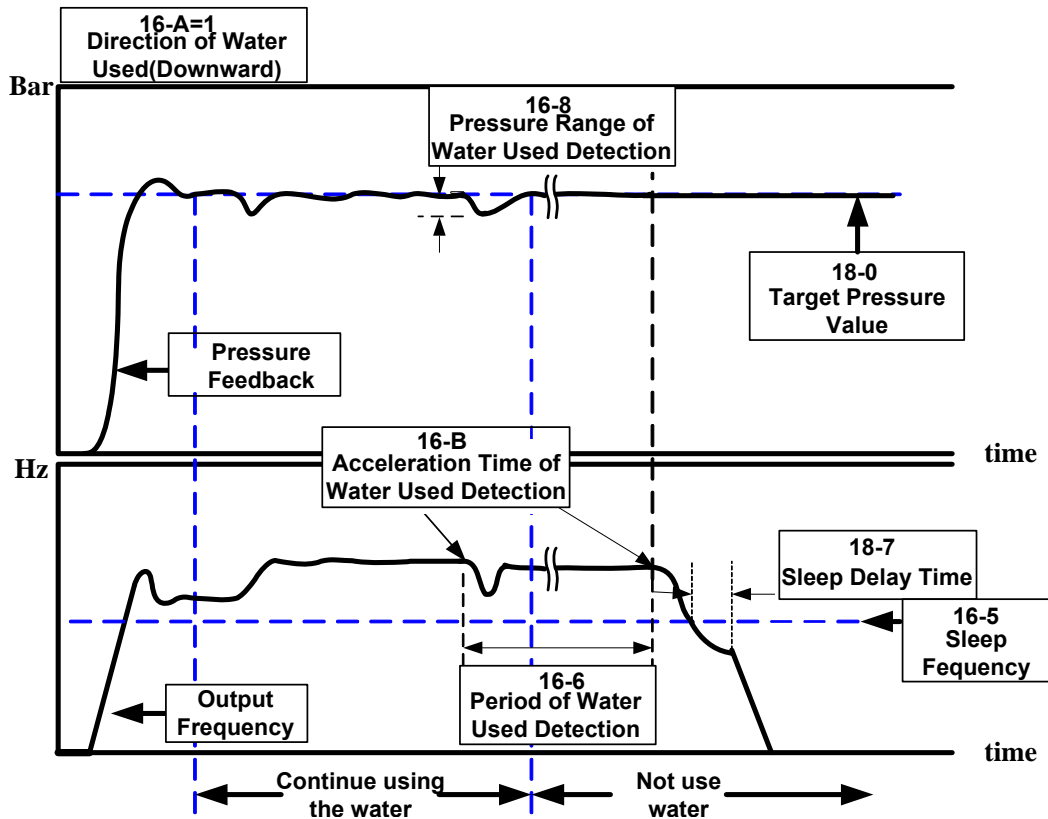 16-A=1
Direction of Water
Used(Downward)
Bar
16-8
Pressure Range of
Water Used Detection
18-0
Target Pressure
Value
Pressure
Feedback
time
Hz
16-B
Acceleration Time of
Water Used Detection
18-7
Sleep Delay Time
16-5
Sleep
Fequency
16-6
Period of Water
Used Detection
Output
Frequency
time
Continue using
the water
Not use
water